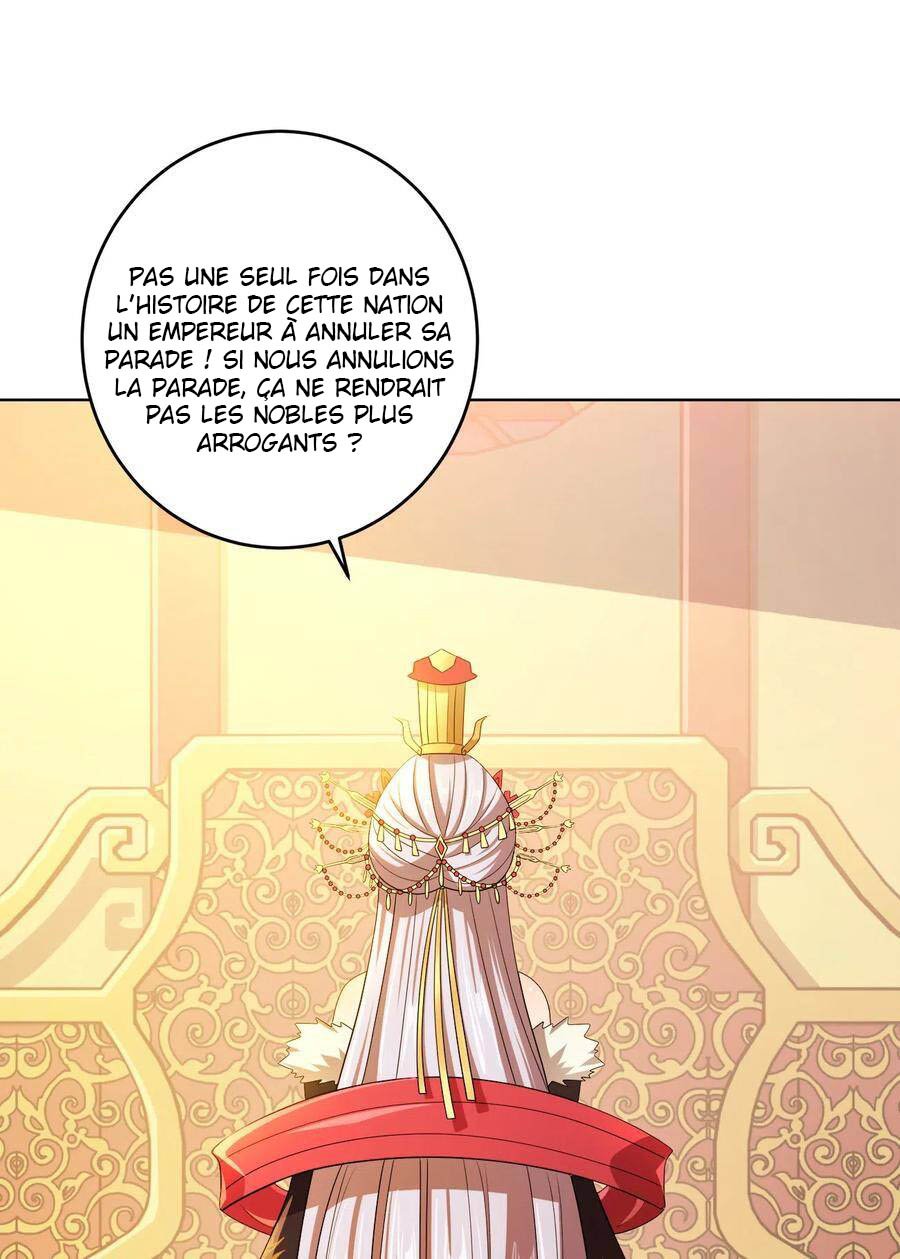 PAS UNE SEUL FOIS DANS
L'HISTOIRE DE CETTE NATION
UN EMPEREUR À ANNULER SA
PARADE ! SI NOUS ANNULIONS
LA PARADE, ÇA NE RENDRAIT
PAS LES NOBLES PLUS
ARROGANTS ?